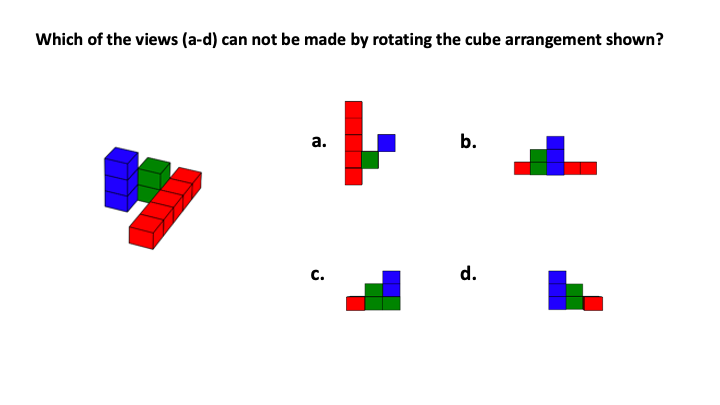 Which of the views (a-d) can not be made by rotating the cube arrangement shown?
a.
b.
c.
d.